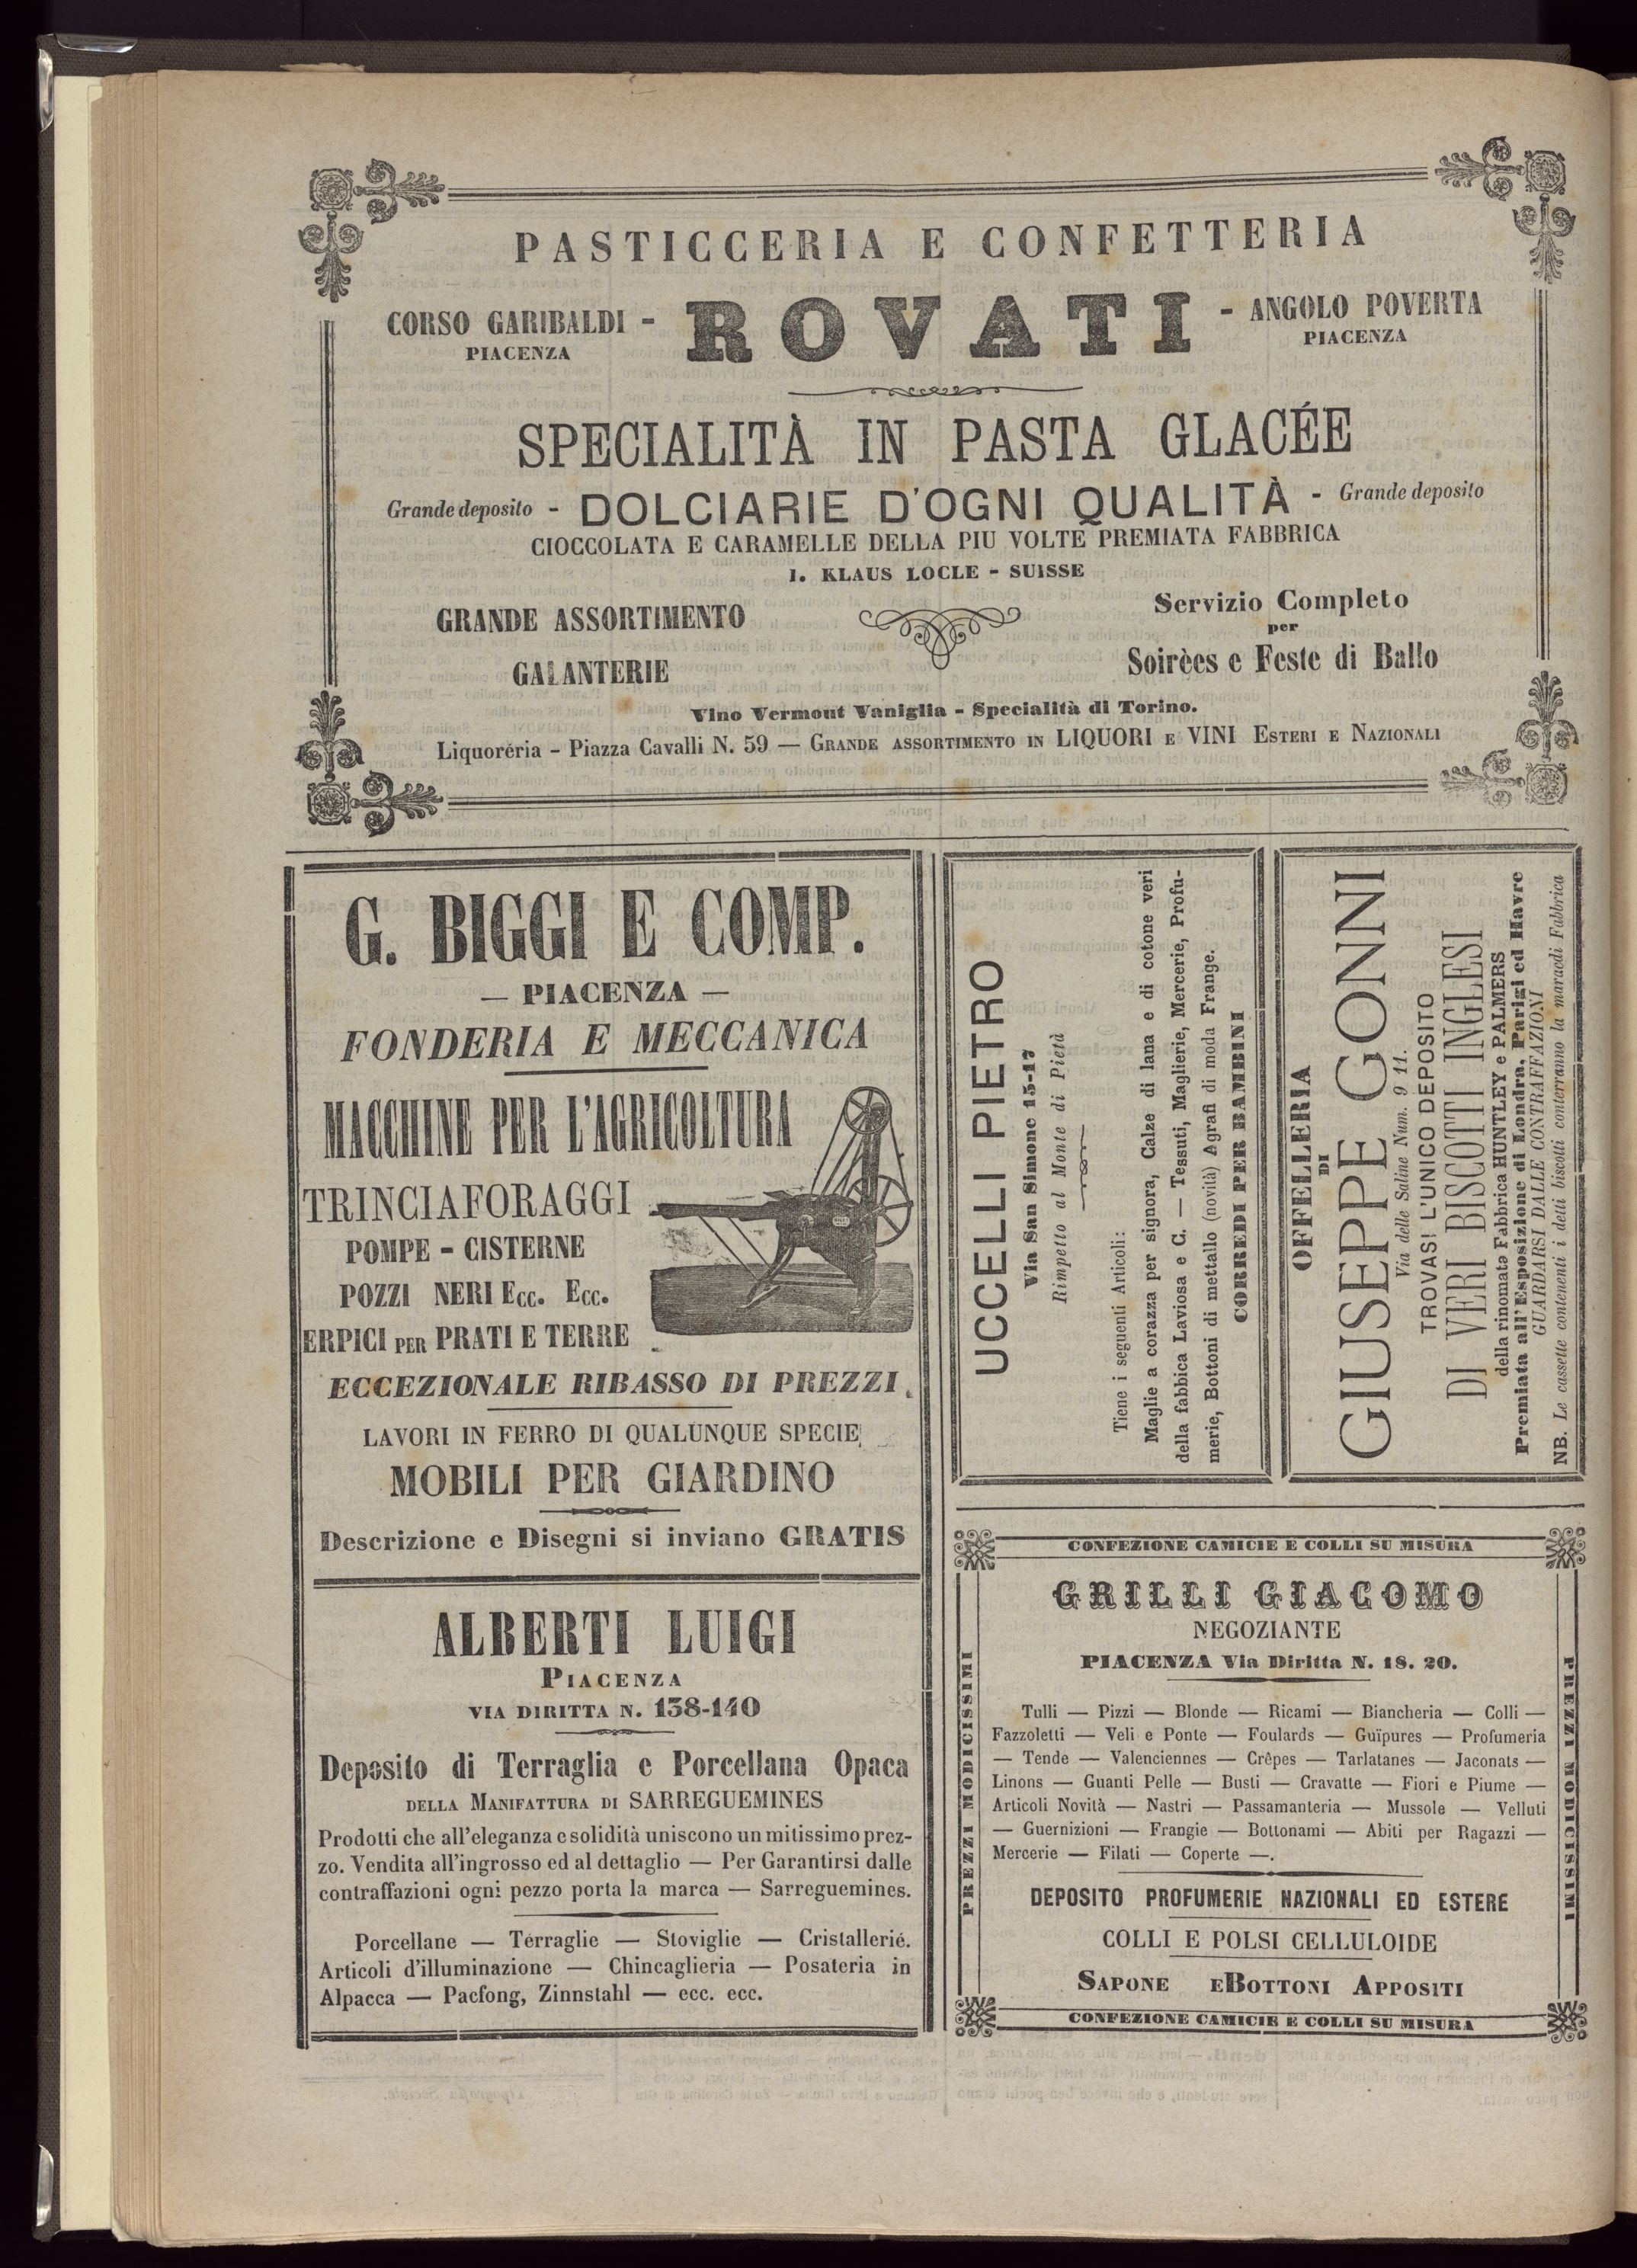 PASTICCERIA E CONFETTERIA
CORSO GARIBALDI - ROVATI - ANGOLO POVERTA
PIACENZA
PIACENZA
SPECIALITÀ IN PASTA GLACÉE
Grande deposito - DOLCIARIE D'OGNI QUALITÀ - Grande deposito
CIOCCOLATA E CARAMELLE DELLA PIU VOLTE PREMIATA FABBRICA
I. KLAUS LOCLE - SUISSE
GRANDE ASSORTIMENTO
GALANTERIE
Servizio Completo
per
Soirèes e Feste di Ballo
Vino Vermout Vaniglia - Specialità di Torino.
Liquoréria - Piazza Cavalli N. 59 — GRANDE ASSORTIMENTO IN LIQUORI E VINI ESTERI E NAZIONALI
G. BIGGI E COMP.
— PIACENZA —
FONDERIA E MECCANICA
MACCHINE PER L'AGRICOLTURA
TRINCIAFORAGGI
POMPE - CISTERNE
POZZI NERI ECC. ECC.
ERPICI PER PRATI E TERRE
ECCEZIONALE RIBASSO DI PREZZI
LAVORI IN FERRO DI QUALUNQUE SPECIE
MOBILI PER GIARDINO
Descrizione e Disegni si inviano GRATIS
ALBERTI LUIGI
PIACENZA
VIA DIRITTA N. 138-140
Deposito di Terraglia e Porcellana Opaca
DELLA MANIFATTURA DI SARREGUEMINES
Prodotti che all'eleganza e solidità uniscono un mitissimo prez-
zo. Vendita all'ingrosso ed al dettaglio — Per Garantirsi dalle
contraffazioni ogni pezzo porta la marca — Sarreguemines.
Porcellane — Térraglie — Stoviglie — Cristallerié.
Articoli d'illuminazione — Chincaglieria — Posateria in
Alpacca — Pacfong, Zinnstahl — ecc. ecc.
UCCELLI PIETRO
Via San Simone 15-17
Rimpetto al Monte di Pietà
Tiene i seguenti Articoli:
Maglie a corazza per signora, Calze di lana e di cotone veri
della fabbica Laviosa e C. — Tessuti, Maglierie, Mercerie, Profu-
merie, Bottoni di mettallo (novità) Agrafi di moda Frange.
CORREDI PER BAMBINI
OFFELLERIA
DI
GIUSEPPE GONNI
Via delle Saline Num. 9 11.
TROVASI L'UNICO DEPOSITO
DI VERI BISCOTTI INGLESI
della rinomata Fabbrica HUNTLEY e PALMERS
Premiata all'Esposizione di Londra, Parigi ed Havre
GUARDARSI DALLE CONTRAFFAZIONI
NB. Le cassette contenenti i detti biscotti conterranno la maracdi Fabbrica
CONFEZIONE CAMICIE E COLLI SU MISURA
PREZZI MODICISSIMI
GRILLI GIACOMO
NEGOZIANTE
PIACENZA Via Diritta N. 18. 20.
Tulli — Pizzi — Blonde — Ricami — Biancheria — Colli —
Fazzoletti — Veli e Ponte — Foulards — Guïpures — Profumeria
— Tende — Valenciennes — Crêpes — Tarlatanes — Jaconats —
Linons — Guanti Pelle — Busti — Cravatte — Fiori e Piume —
Articoli Novità — Nastri — Passamanteria — Mussole — Velluti
— Guernizioni — Frangie — Bottonami — Abiti per Ragazzi —
Mercerie — Filati — Coperte —.
DEPOSITO PROFUMERIE NAZIONALI ED ESTERE
COLLI E POLSI CELLULOIDE
SAPONE EBOTTONI APPOSITI
PREZZI MODICISSIMI
CONFEZIONE CAMICIE E COLLI SU MISURA